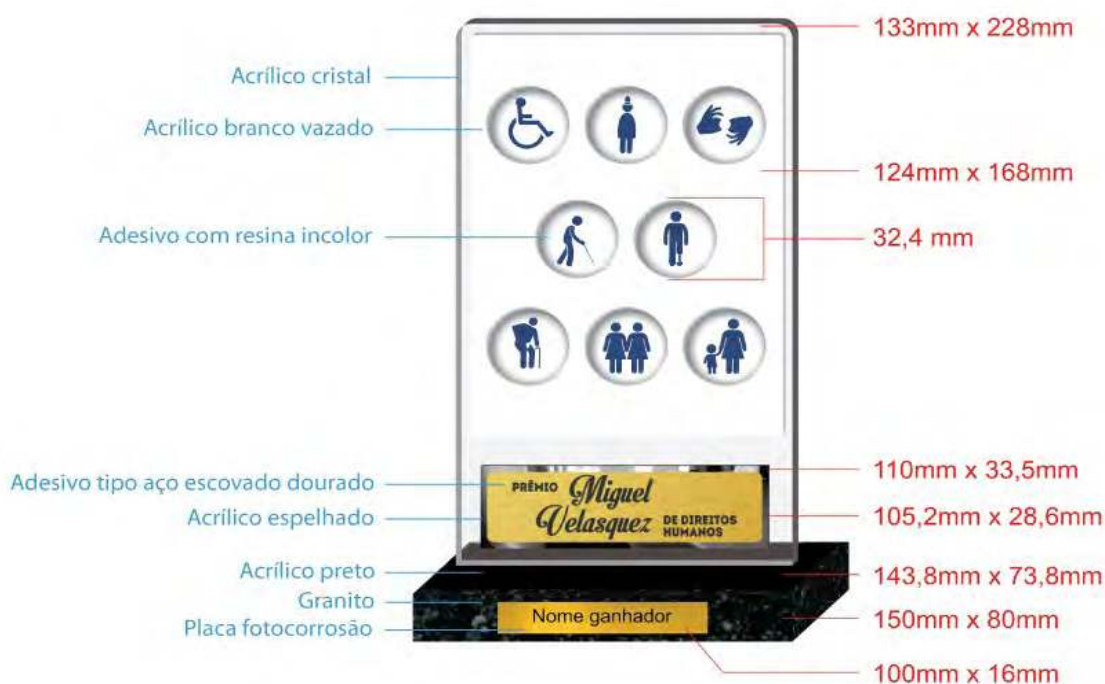 133mm x 228mm
Acrílico cristal
Acrílico branco vazado
124mm x 168mm
Adesivo com resina incolor
32,4 mm
Adesivo tipo aço escovado dourado
110mm x 33,5mm
PRÊMIO Miguel
Velasquez DE DIREITOS
HUMANOS
Acrílico espelhado
105,2mm x 28,6mm
Acrílico preto
143,8mm x 73,8mm
Granito
Nome ganhador
150mm x 80mm
Placa fotocorrosão
100mm x 16mm